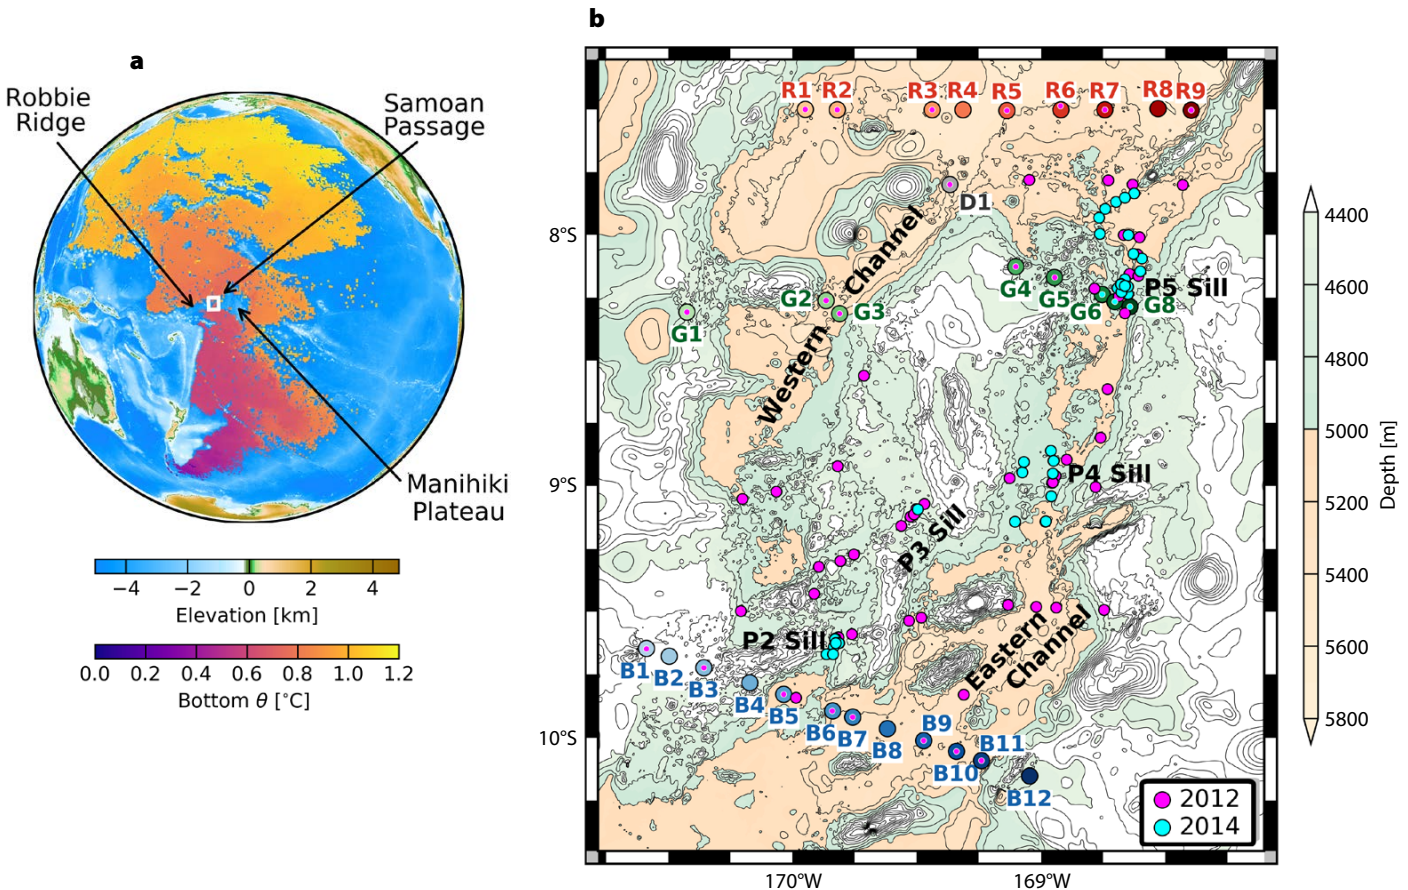 a
b
Robbie
Ridge
Samoan
Passage
Manihiki
Plateau
−4 −2 0 2 4
Elevation [km]
0.0 0.2 0.4 0.6 0.8 1.0 1.2
Bottom θ [°C]
R1 R2 R3 R4 R5 R6 R7 R8 R9
D1
8°S
Channel
Western
G1
G2
G3
G4
G5
G6
P5 Sill
G8
9°S
P4 Sill
P3 Sill
P2 Sill
Eastern
Channel
B1
B2
B3
B4
B5
B6
B7
B8
B9
B10
B11
B12
10°S
2012
2014
170°W
169°W
4400
4600
4800
5000
5200
5400
5600
5800
Depth [m]